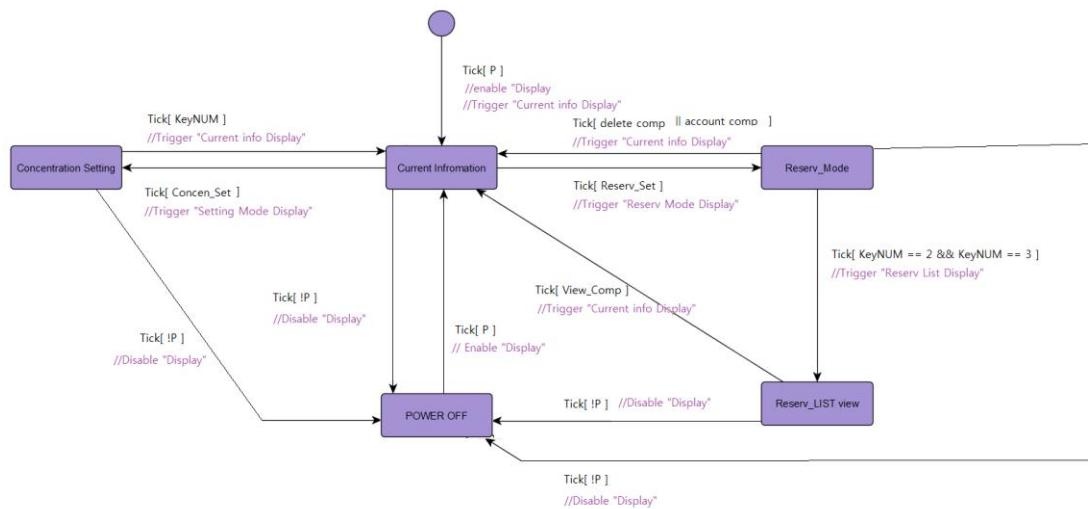 Tick[ P ]
//enable "Display
//Trigger "Current info Display"
Tick[ KeyNUM ]
//Trigger "Current info Display"
Tick[ delete comp || account comp ]
//Trigger "Current info Display"
Concentration Setting
Current Infromation
Reserv_Mode
Tick[ Concen_Set ]
//Trigger "Setting Mode Display"
Tick[ Reserv_Set ]
//Trigger "Reserv Mode Display"
Tick[ KeyNUM == 2 && KeyNUM == 3 ]
//Trigger "Reserv List Display"
Tick[ View_Comp ]
//Trigger "Current info Display"
Tick[ !P ]
//Disable "Display"
Tick[ P ]
// Enable "Display"
Tick[ !P ]
//Disable "Display"
Reserv_LIST view
Tick[ !P ] //Disable "Display"
POWER OFF
Tick[ !P ]
//Disable "Display"